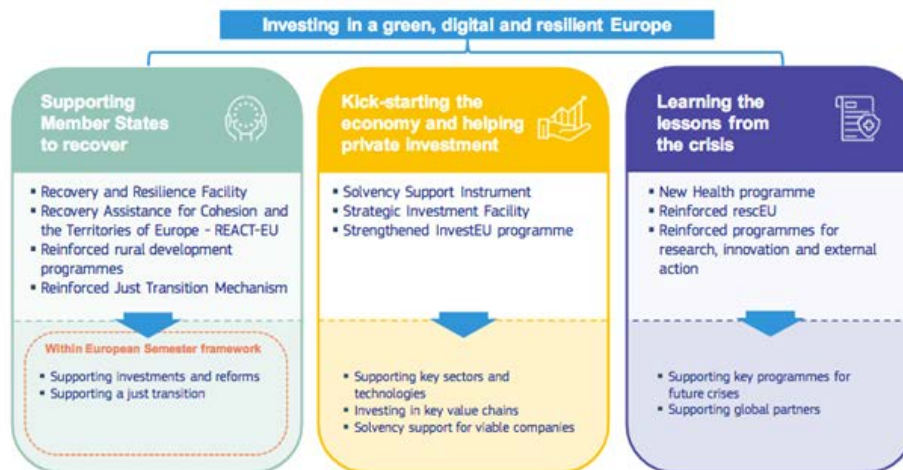 Investing in a green, digital and resilient Europe
Supporting
Member States
to recover
▪ Recovery and Resilience Facility
▪ Recovery Assistance for Cohesion and
the Territories of Europe - REACT-EU
▪ Reinforced rural development
programmes
▪ Reinforced Just Transition Mechanism
Within European Semester framework
▪ Supporting investments and reforms
▪ Supporting a just transition
Kick-starting the
economy and helping
private investment
▪ Solvency Support Instrument
▪ Strategic Investment Facility
▪ Strengthened InvestEU programme
▪ Supporting key sectors and
technologies
▪ Investing in key value chains
▪ Solvency support for viable companies
Learning the
lessons from
the crisis
▪ New Health programme
▪ Reinforced rescEU
▪ Reinforced programmes for
research, innovation and external
action
▪ Supporting key programmes for
future crises
▪ Supporting global partners